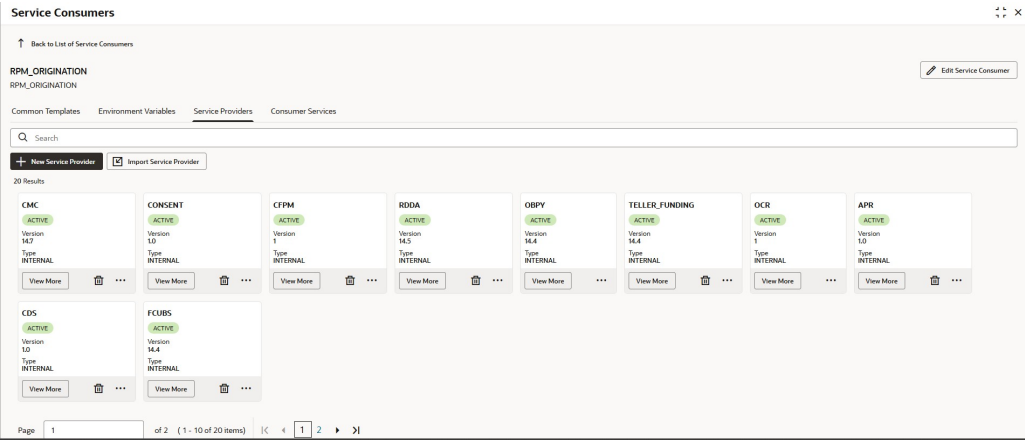 Service Consumers
Back to List of Service Consumers
RPM_ORIGINATION
RPM_ORIGINATION
Edit Service Consumer
Common Templates Environment Variables Service Providers Consumer Services
Search
New Service Provider Import Service Provider
20 Results
CMC
ACTIVE
Version
14.7
Type
INTERNAL
View More
CONSENT
ACTIVE
Version
1.0
Type
INTERNAL
View More
CFPM
ACTIVE
Version
1
Type
INTERNAL
View More
RDDA
ACTIVE
Version
14.5
Type
INTERNAL
View More
OBPY
ACTIVE
Version
14.4
Type
INTERNAL
View More
TELLER_FUNDING
ACTIVE
Version
14.4
Type
INTERNAL
View More
OCR
ACTIVE
Version
1
Type
INTERNAL
View More
APR
ACTIVE
Version
1.0
Type
INTERNAL
View More
CDS
ACTIVE
Version
1.0
Type
INTERNAL
View More
FCUBS
ACTIVE
Version
14.4
Type
INTERNAL
View More
Page 1 of 2 ( 1 - 10 of 20 items) 1 2